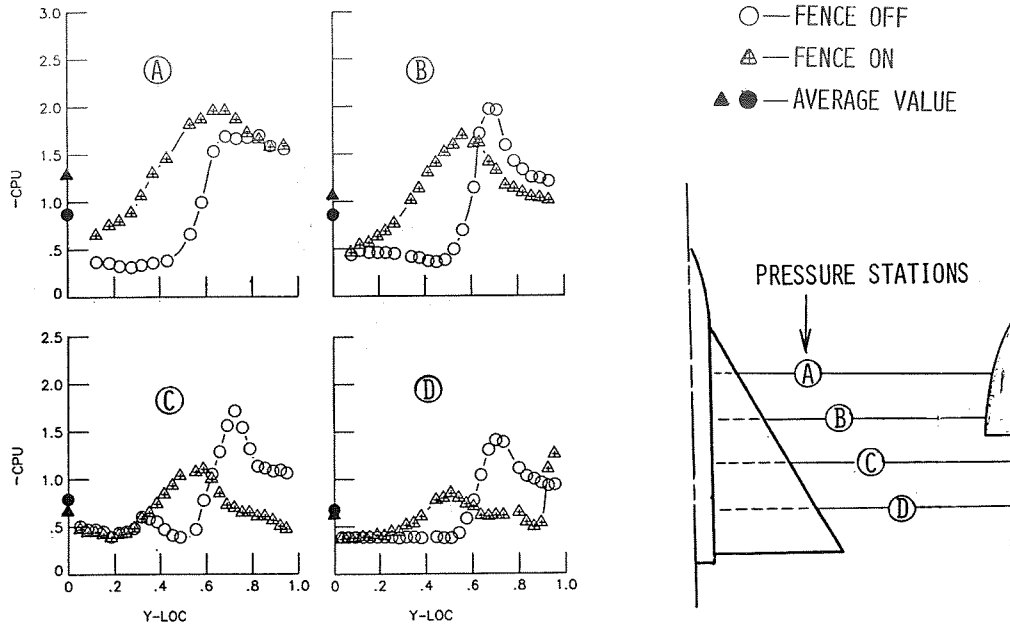 3.0
2.5
2.0
1.5
1.0
.5
0
-CPU
A
B
○ — FENCE OFF
△ — FENCE ON
▲ ● — AVERAGE VALUE
2.5
2.0
1.5
1.0
.5
0
-CPU
C
D
0 .2 .4 .6 .8 1.0
Y-LOC
0 .2 .4 .6 .8 1.0
Y-LOC
PRESSURE STATIONS
A
B
C
D